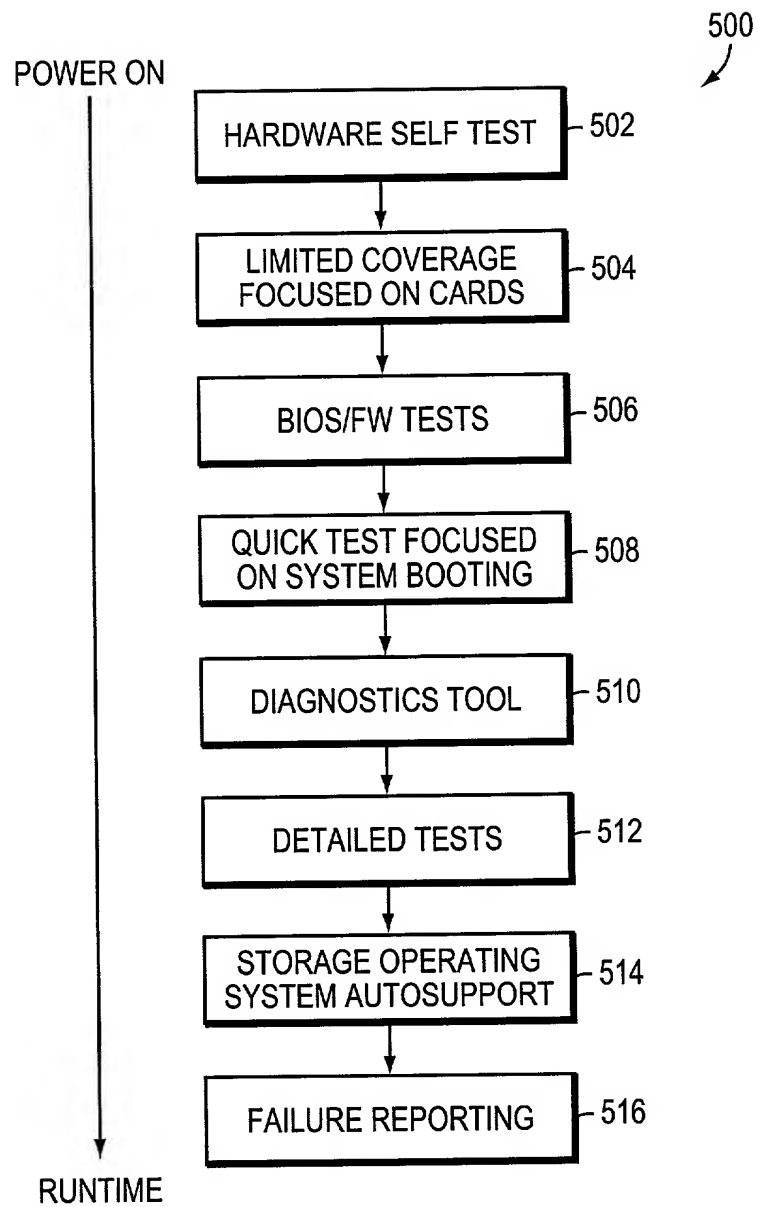 500
POWER ON
HARDWARE SELF TEST
502
LIMITED COVERAGE
FOCUSED ON CARDS
504
BIOS/FW TESTS
506
QUICK TEST FOCUSED
ON SYSTEM BOOTING
508
DIAGNOSTICS TOOL
510
DETAILED TESTS
512
STORAGE OPERATING
SYSTEM AUTOSUPPORT
514
FAILURE REPORTING
516
RUNTIME